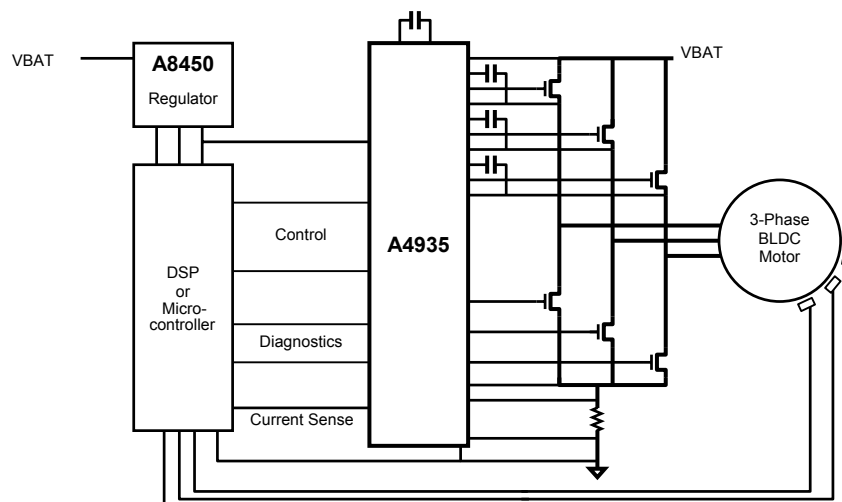 VBAT
A8450
Regulator
VBAT
A4935
Control
DSP
or
Micro-
controller
Diagnostics
Current Sense
3-Phase
BLDC
Motor